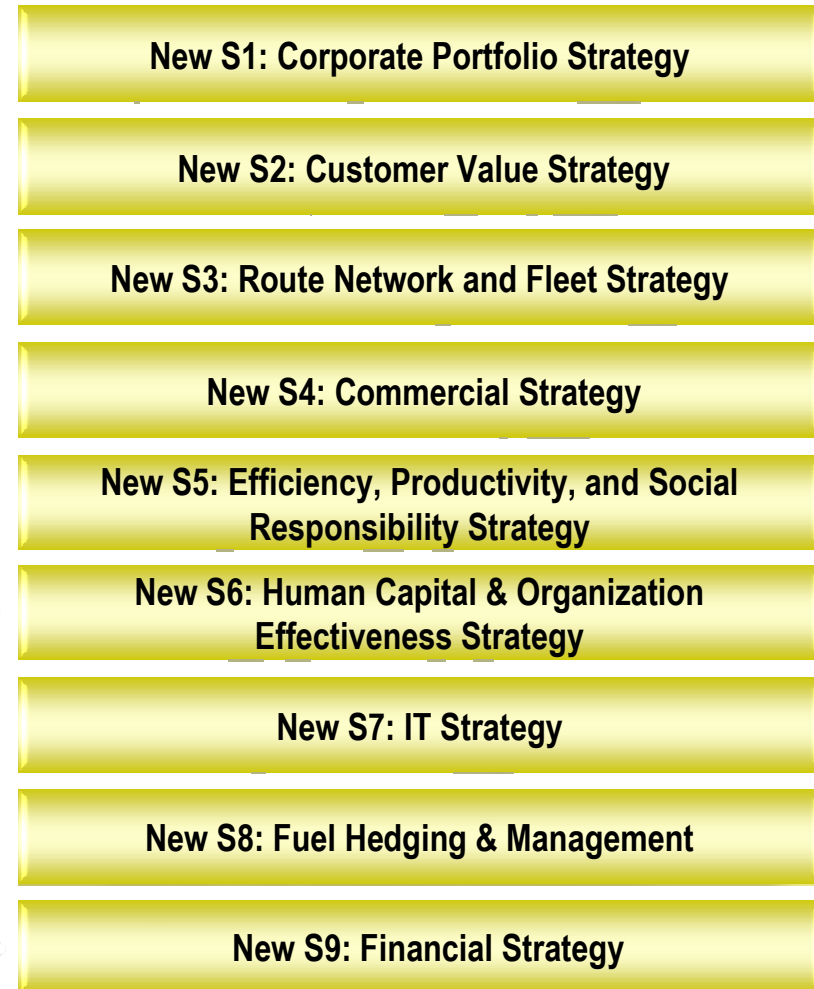 New S1: Corporate Portfolio Strategy
New S2: Customer Value Strategy
New S3: Route Network and Fleet Strategy
New S4: Commercial Strategy
New S5: Efficiency, Productivity, and Social
Responsibility Strategy
New S6: Human Capital & Organization
Effectiveness Strategy
New S7: IT Strategy
New S8: Fuel Hedging & Management
New S9: Financial Strategy